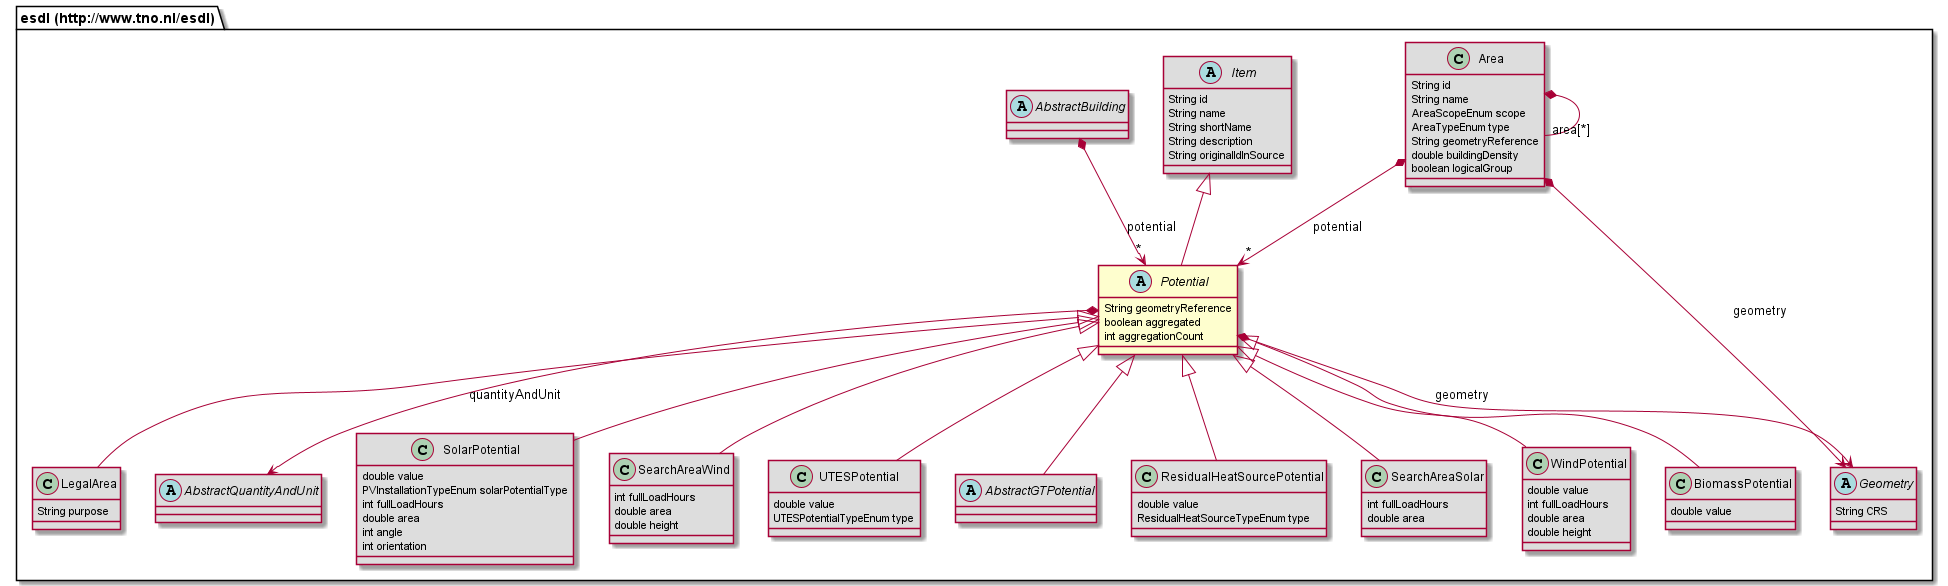 esdl (http://www.tno.nl/esdl)
A AbstractBuilding
A Item
String id
String name
String shortName
String description
String originalIdInSource
C Area
String id
String name
AreaScopeEnum scope
AreaTypeEnum type
String geometryReference
double buildingDensity
boolean logicalGroup
area[*]
potential
*
potential
*
geometry
A Potential
String geometryReference
boolean aggregated
int aggregationCount
quantityAndUnit
geometry
C LegalArea
String purpose
A AbstractQuantityAndUnit
C SolarPotential
double value
PVInstallationTypeEnum solarPotentialType
int fullLoadHours
double area
int angle
int orientation
C SearchAreaWind
int fullLoadHours
double area
double height
C UTESPotential
double value
UTESPotentialTypeEnum type
A AbstractGTPotential
C ResidualHeatSourcePotential
double value
ResidualHeatSourceTypeEnum type
C SearchAreaSolar
int fullLoadHours
double area
C WindPotential
double value
int fullLoadHours
double area
double height
C BiomassPotential
double value
A Geometry
String CRS